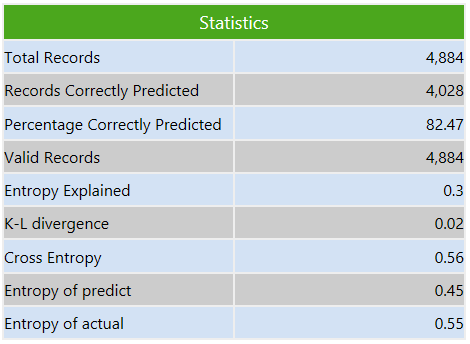 Statistics
Total Records 4,884
Records Correctly Predicted 4,028
Percentage Correctly Predicted 82.47
Valid Records 4,884
Entropy Explained 0.3
K-L divergence 0.02
Cross Entropy 0.56
Entropy of predict 0.45
Entropy of actual 0.55